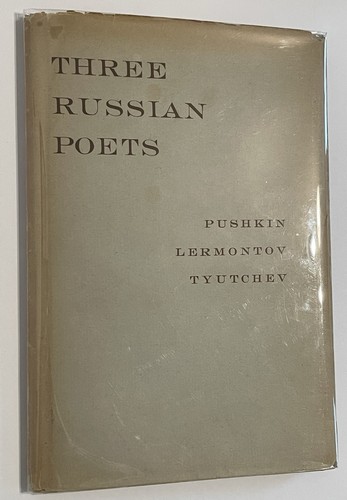 THREE
RUSSIAN
POETS
PUSHKIN
LERMONTOV
TYUTCHEV